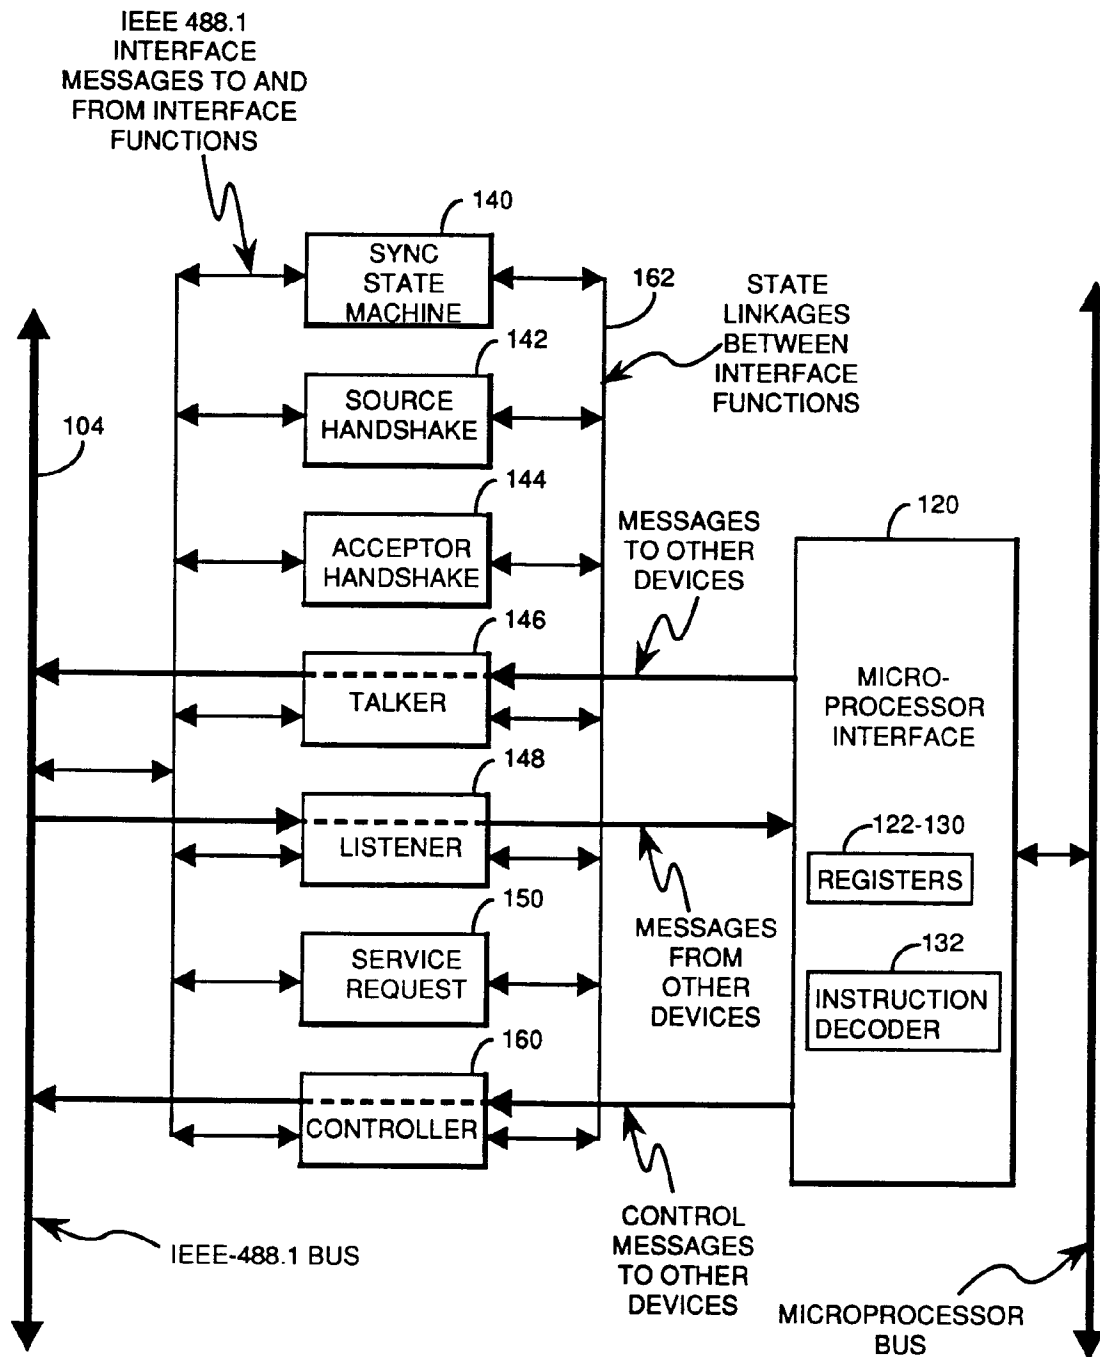 IEEE 488.1
INTERFACE
MESSAGES TO AND
FROM INTERFACE
FUNCTIONS
140
SYNC
STATE
MACHINE
162
STATE
LINKAGES
BETWEEN
INTERFACE
FUNCTIONS
142
SOURCE
HANDSHAKE
104
144
ACCEPTOR
HANDSHAKE
MESSAGES
TO OTHER
DEVICES
120
146
TALKER
MICRO-
PROCESSOR
INTERFACE
148
LISTENER
122-130
REGISTERS
150
SERVICE
REQUEST
MESSAGES
FROM
OTHER
DEVICES
132
INSTRUCTION
DECODER
160
CONTROLLER
CONTROL
MESSAGES
TO OTHER
DEVICES
IEEE-488.1 BUS
MICROPROCESSOR
BUS